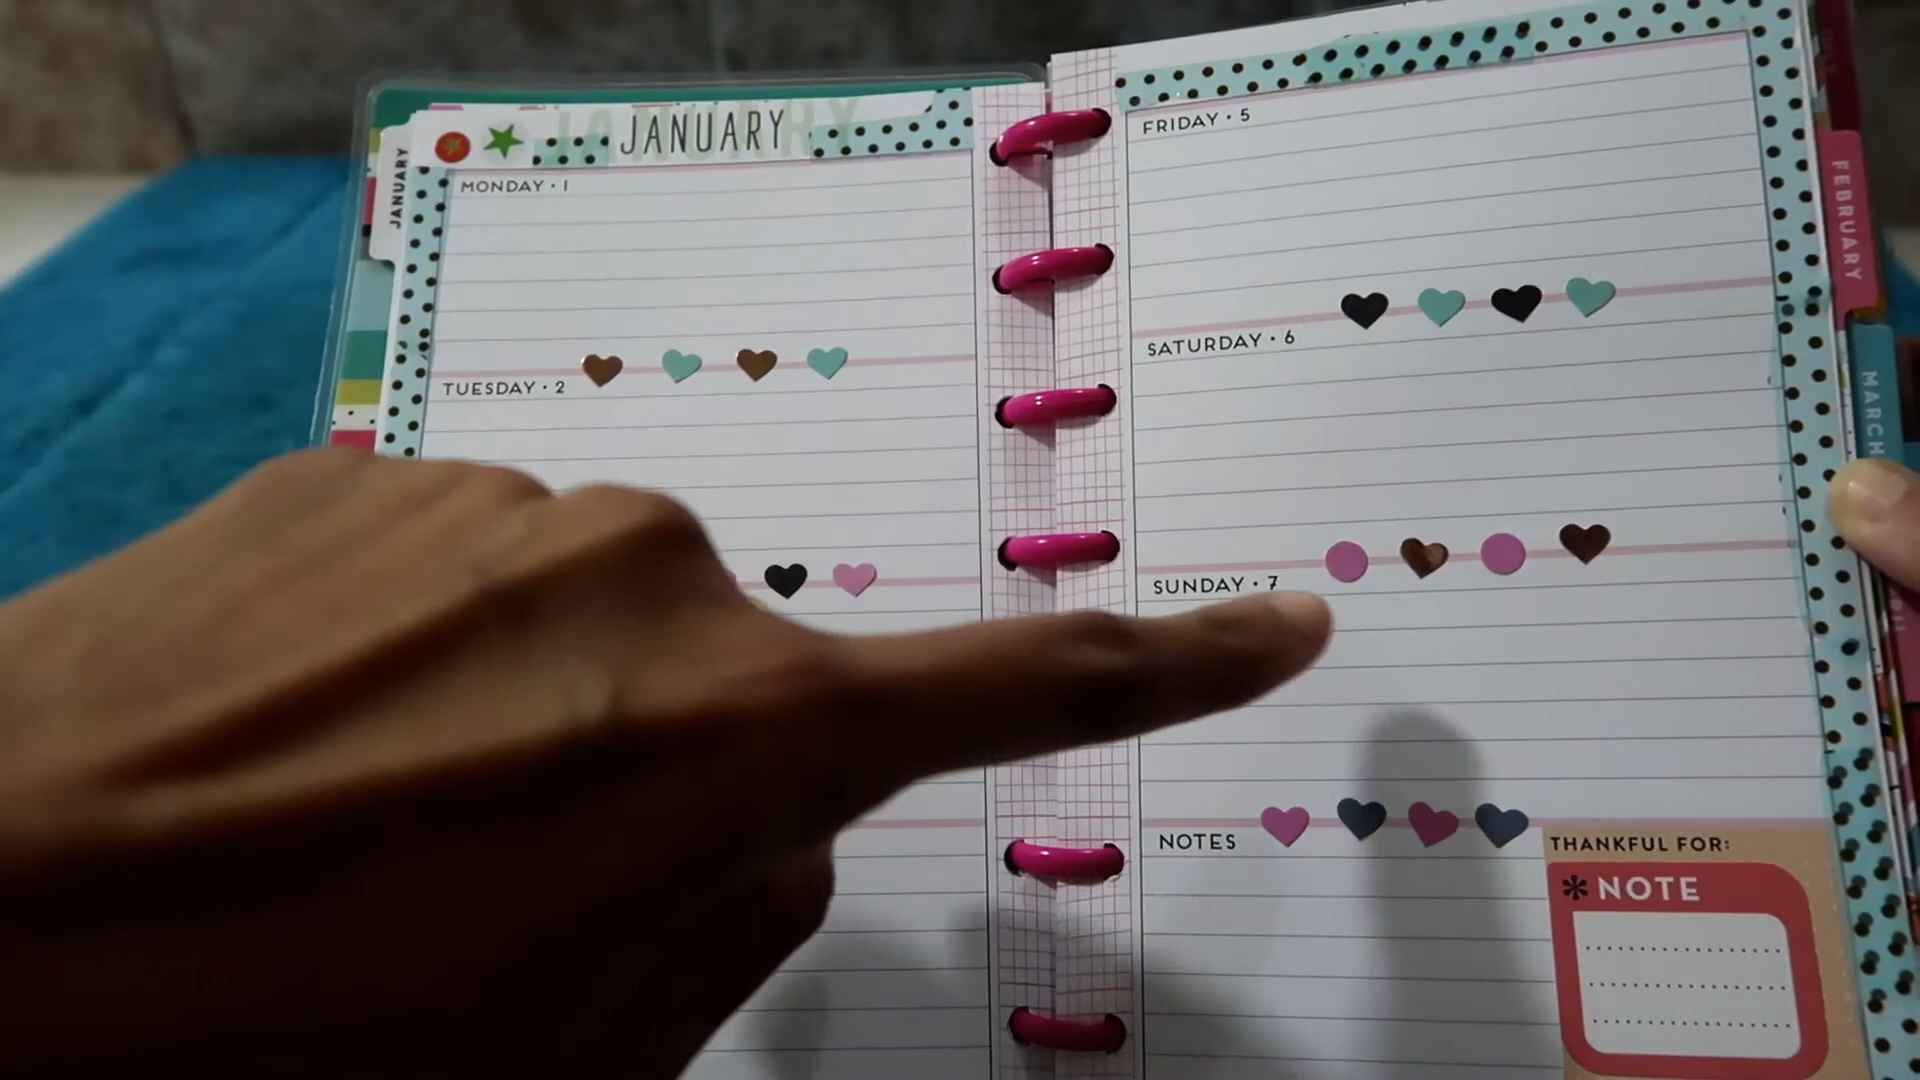 JANUARY
JANUARY
MONDAY • 1
TUESDAY • 2
FRIDAY • 5
SATURDAY • 6
SUNDAY • 7
NOTES
THANKFUL FOR:
* NOTE
FEBRUARY
MARCH